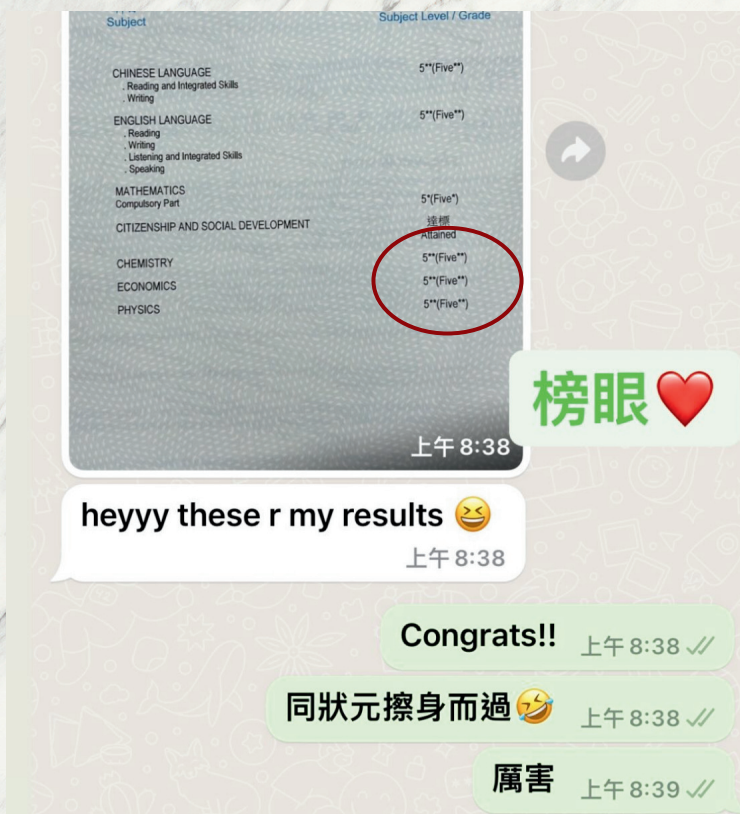 Subject
Subject Level / Grade
CHINESE LANGUAGE
5**(Five**)
. Reading and Integrated Skills
. Writing
ENGLISH LANGUAGE
5**(Five**)
. Reading
. Writing
. Listening and Integrated Skills
. Speaking
MATHEMATICS
Compulsory Part
5*(Five*)
CITIZENSHIP AND SOCIAL DEVELOPMENT
達標
Attained
CHEMISTRY
5**(Five**)
ECONOMICS
5**(Five**)
PHYSICS
5**(Five**)
榜眼❤️
上午 8:38
heyyy these r my results 😆
上午 8:38
Congrats!! 上午 8:38
同狀元擦身而過🤣 上午 8:38
厲害 上午 8:39